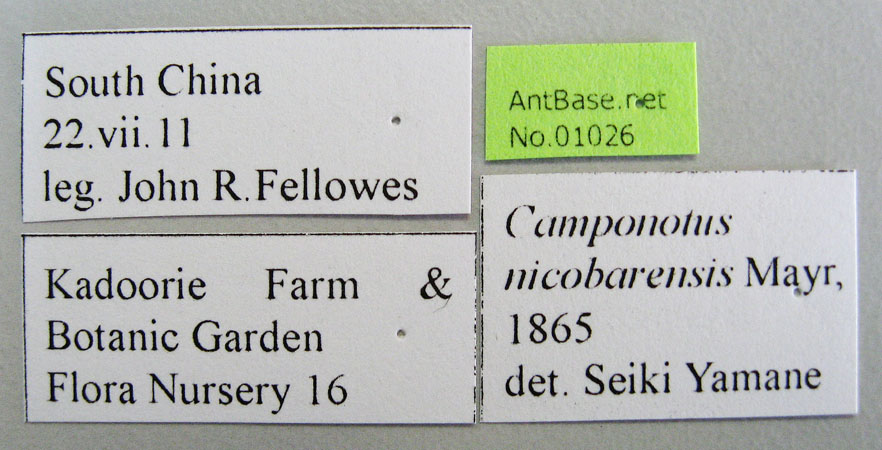 South China
22.vii.11
leg. John R.Fellowes
AntBase.net
No.01026
Kadoorie Farm &
Botanic Garden
Flora Nursery 16
Camponotus
nicobarensis Mayr,
1865
det. Seiki Yamane